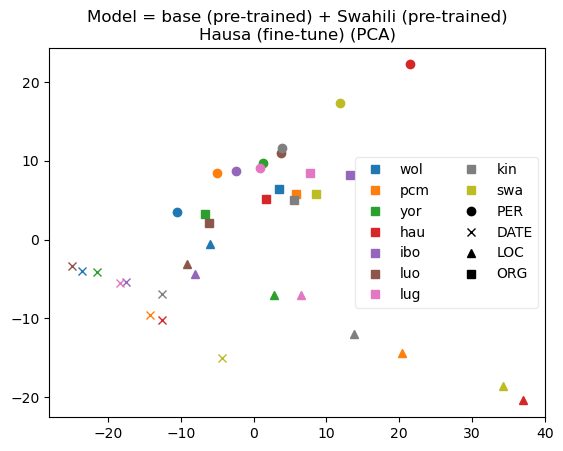 Model = base (pre-trained) + Swahili (pre-trained)
Hausa (fine-tune) (PCA)
20
10
0
−10
−20
−20
−10
0
10
20
30
40
wol
pcm
yor
hau
ibo
luo
lug
kin
swa
PER
DATE
LOC
ORG